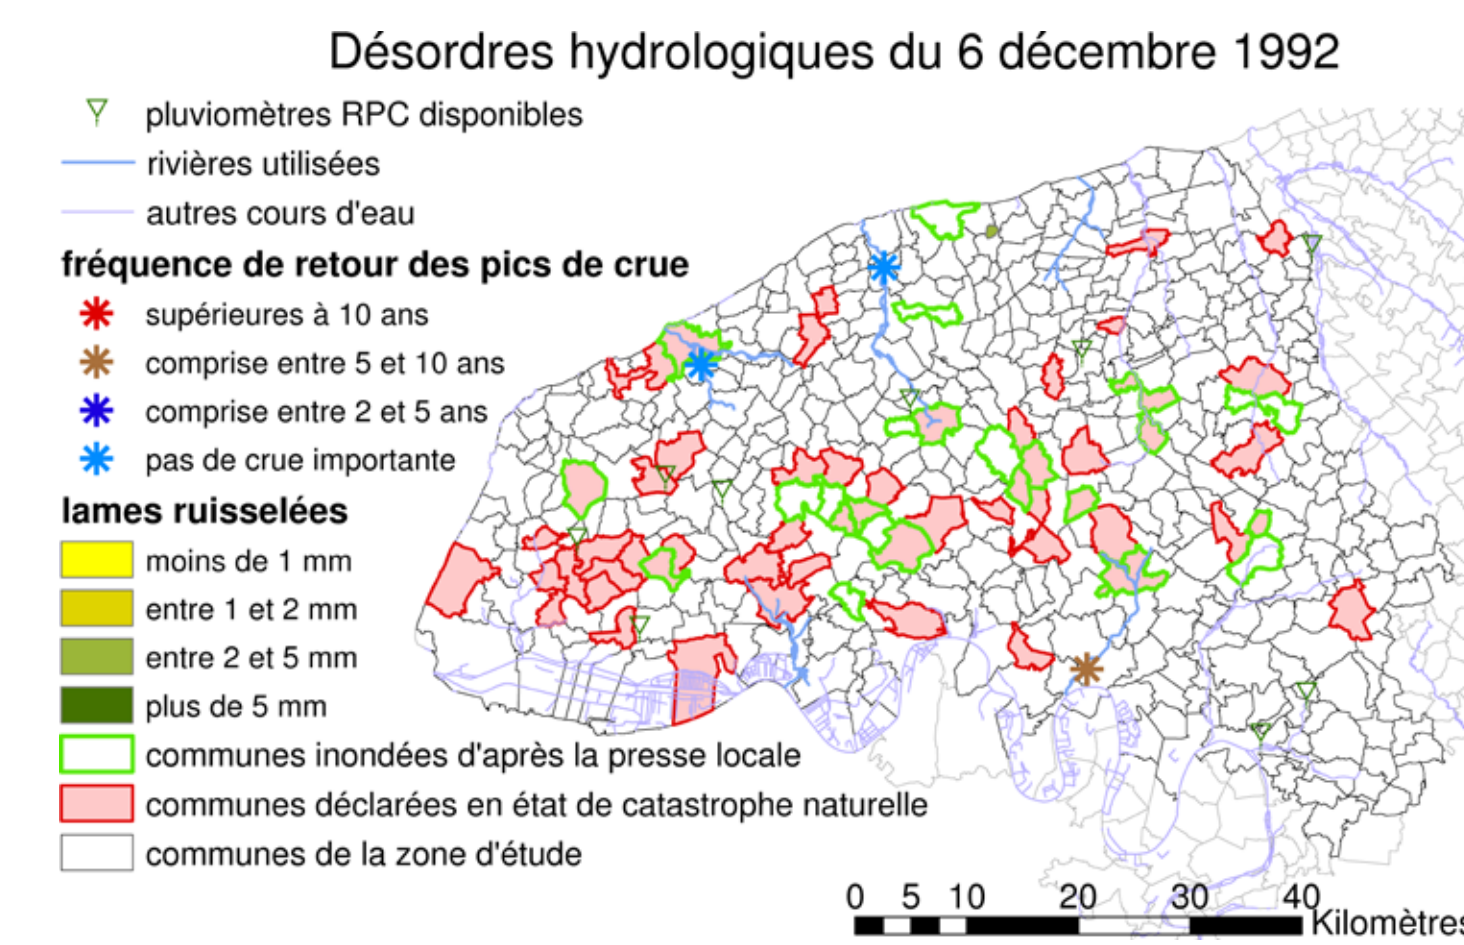 Désordres hydrologiques du 6 décembre 1992
pluviomètres RPC disponibles
rivières utilisées
autres cours d'eau
fréquence de retour des pics de crue
supérieures à 10 ans
comprise entre 5 et 10 ans
comprise entre 2 et 5 ans
pas de crue importante
lames ruisselées
moins de 1 mm
entre 1 et 2 mm
entre 2 et 5 mm
plus de 5 mm
communes inondées d'après la presse locale
communes déclarées en état de catastrophe naturelle
communes de la zone d'étude
0 5 10 20 30 40
Kilomètres